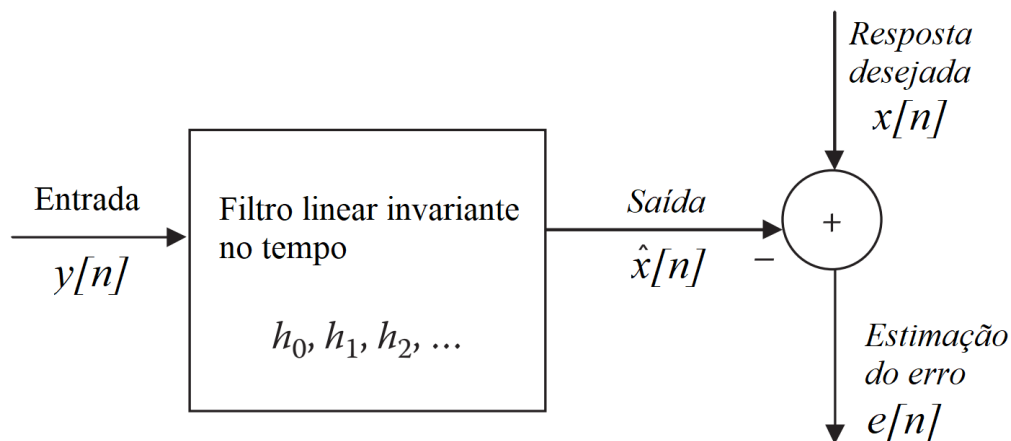 Entrada
y[n]
Filtro linear invariante
no tempo
h₀, h₁, h₂, ...
Saída
x̂[n]
−
Resposta
desejada
x[n]
+
Estimação
do erro
e[n]